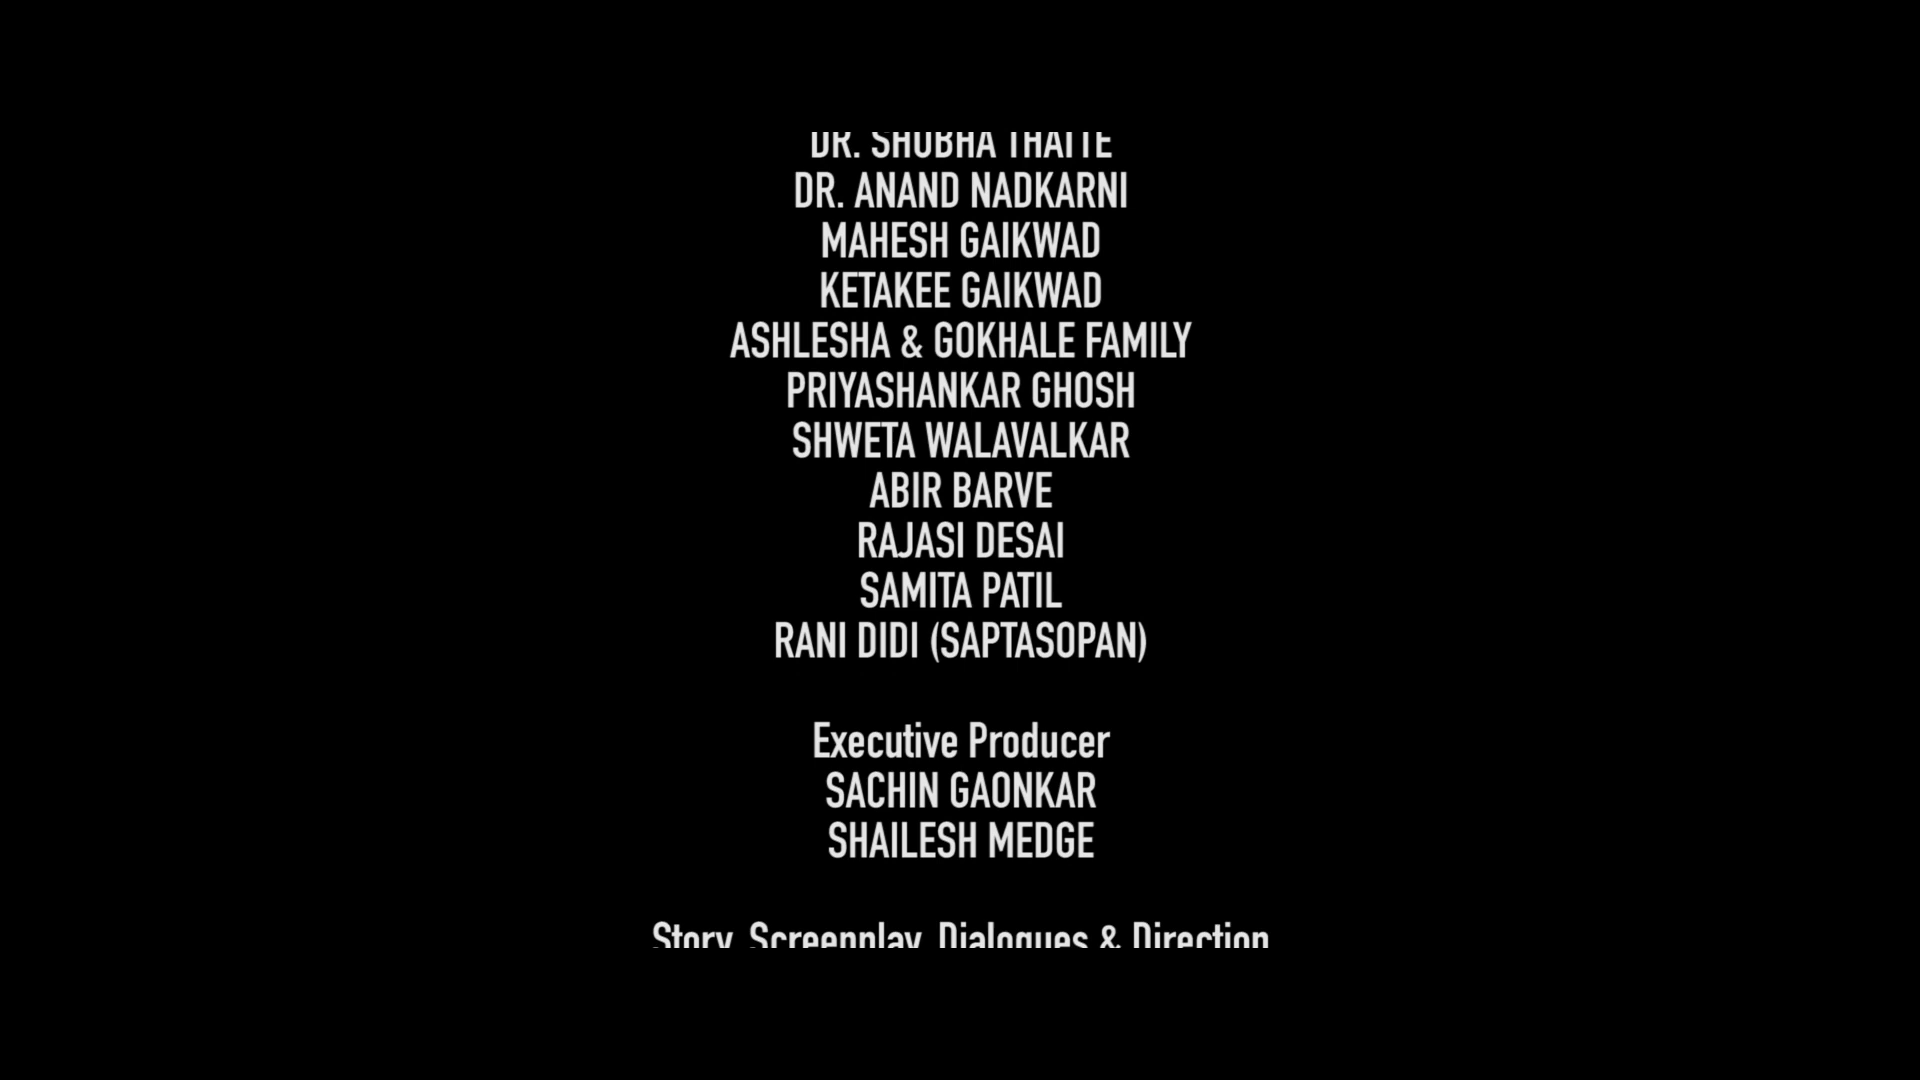 DR. SHUBHA THATTE
DR. ANAND NADKARNI
MAHESH GAIKWAD
KETAKEE GAIKWAD
ASHLESHA & GOKHALE FAMILY
PRIYASHANKAR GHOSH
SHWETA WALAVALKAR
ABIR BARVE
RAJASI DESAI
SAMITA PATIL
RANI DIDI (SAPTASOPAN)
Executive Producer
SACHIN GAONKAR
SHAILESH MEDGE
Story, Screenplay, Dialogues & Direction